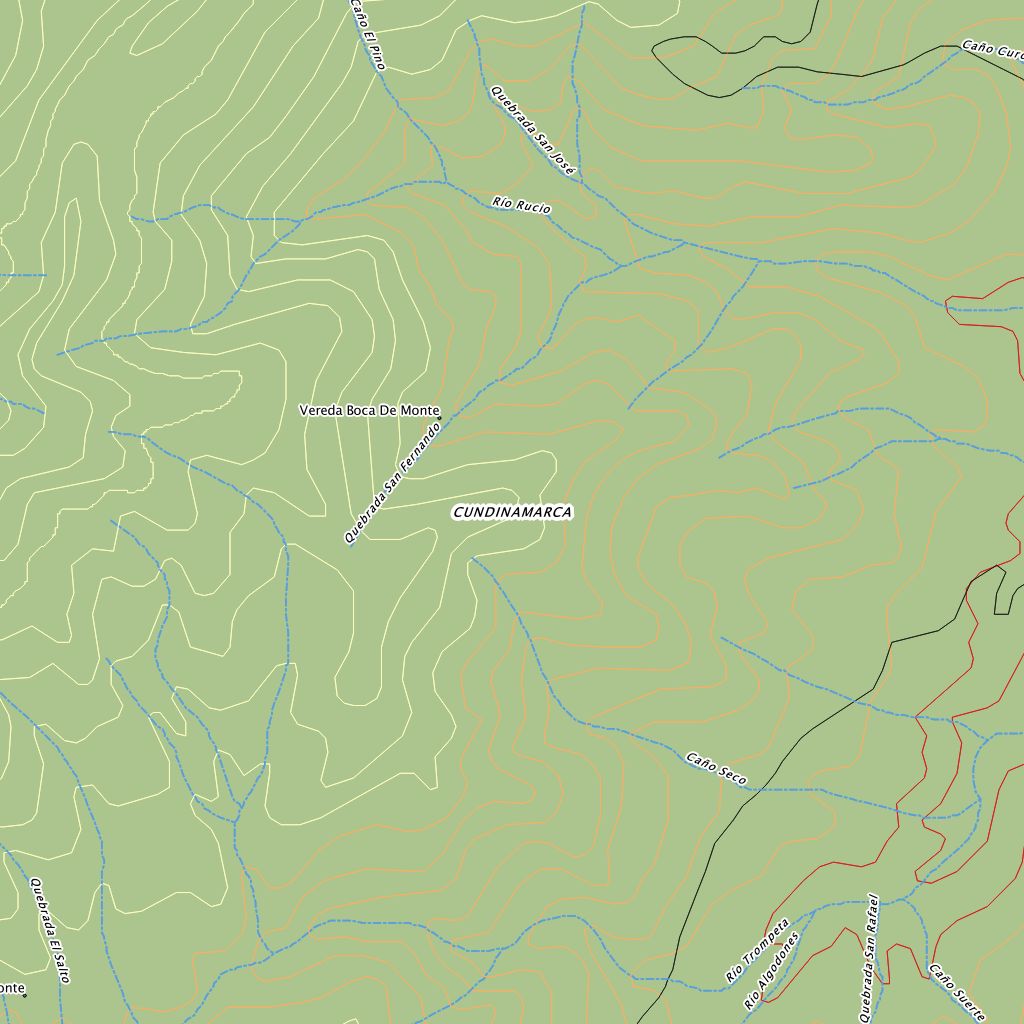 Caño El Pino
Caño Curo
Quebrada San José
Río Rucio
Vereda Boca De Monte
Quebrada San Fernando
CUNDINAMARCA
Caño Seco
Quebrada El Salto
Río Trompeta
Río Algodones
Quebrada San Rafael
Caño Suerte
onte